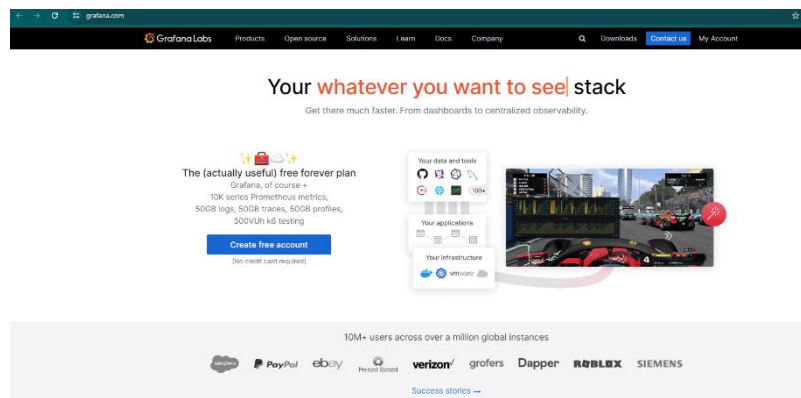 grafana.com
Grafana Labs Products Open source Solutions Learn Docs Company Downloads Contact us My Account
Your whatever you want to see stack
Get there much faster. From dashboards to centralized observability.
The (actually useful) free forever plan
Grafana, of course +
10K series Prometheus metrics,
50GB logs, 50GB traces, 50GB profiles,
500VUh k6 testing
Create free account
(No credit card required)
Your data and tools
100+
Your applications
Your infrastructure
vmware
4
10M+ users across over a million global instances
salesforce PayPal ebay verizon✓ grofers Dapper ROBLOX SIEMENS
Success stories →